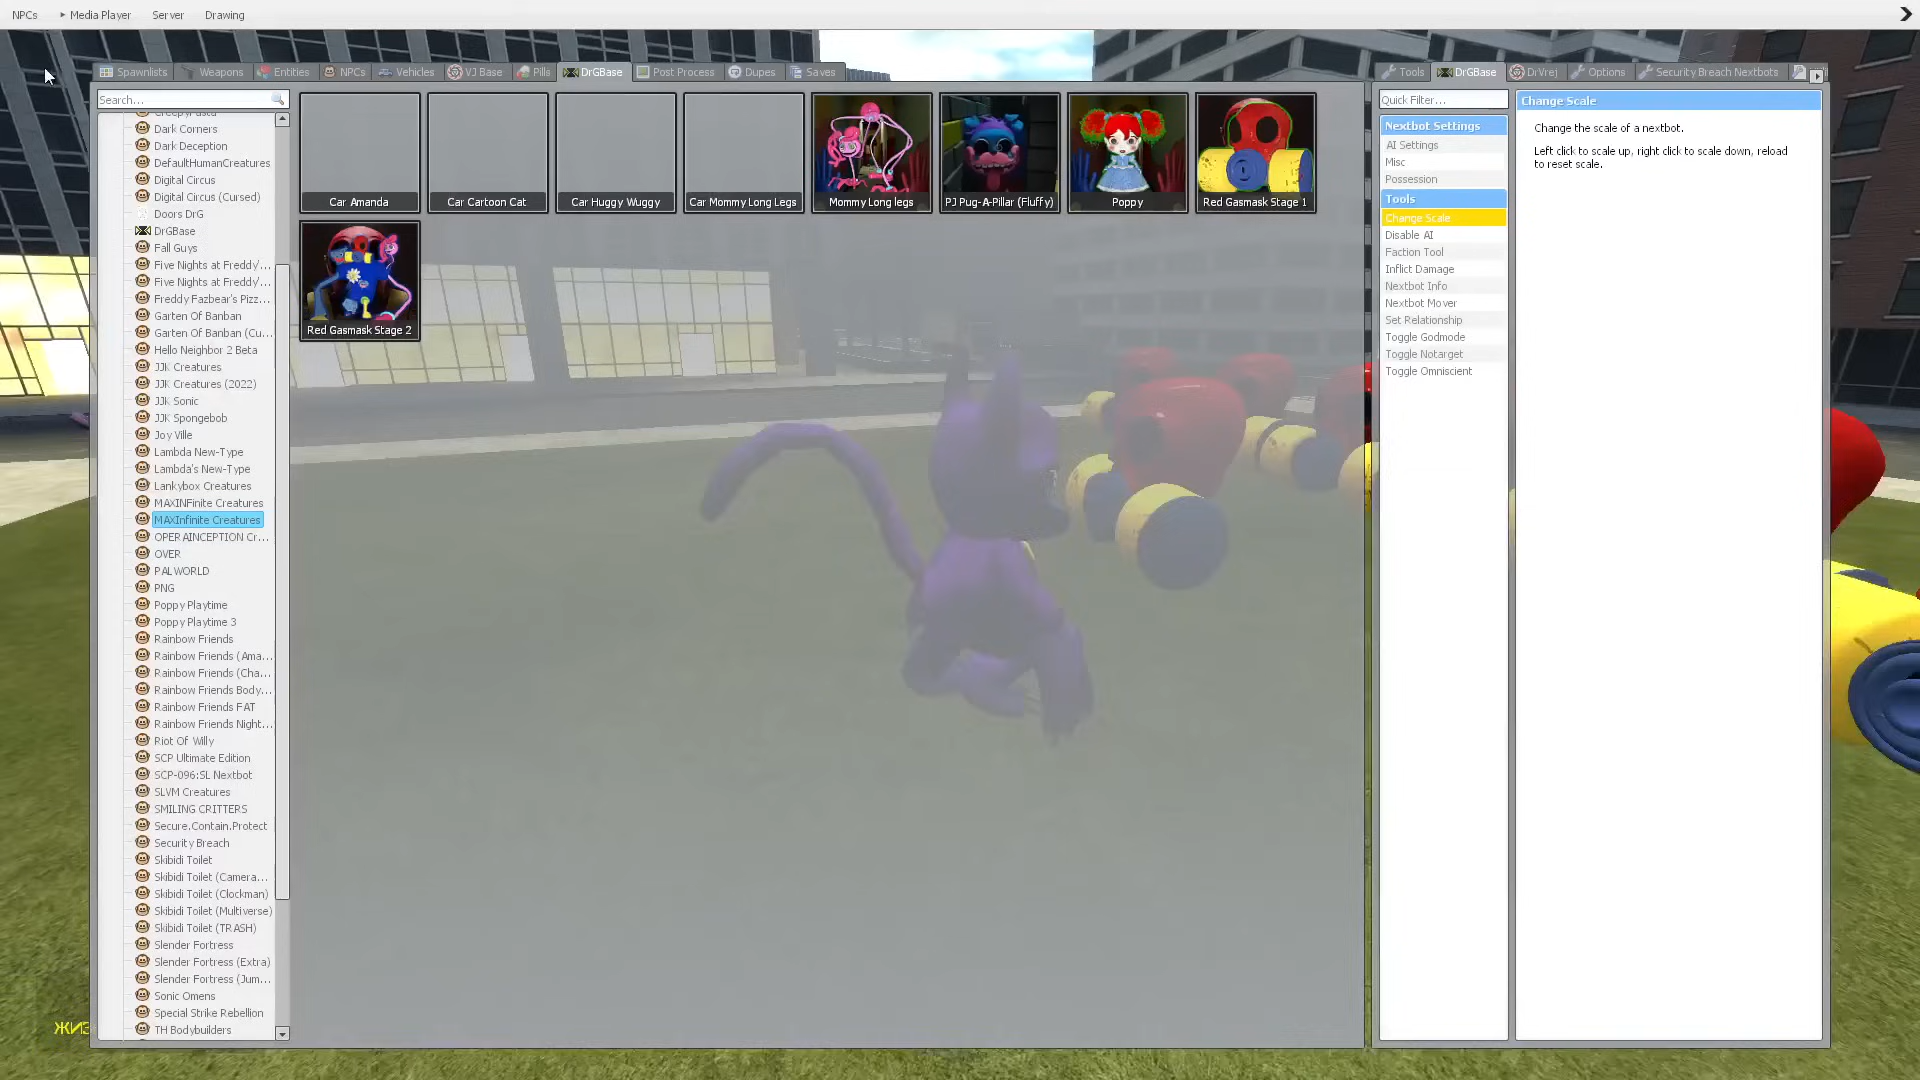 NPCs
Media Player
Server
Drawing
Spawnlists
Weapons
Entities
NPCs
Vehicles
VJ Base
Pills
DrGBase
Post Process
Dupes
Saves
Tools
DrGBase
DrVrej
Options
Security Breach Nextbots
Search...
Dark Corners
Dark Deception
DefaultHumanCreatures
Digital Circus
Digital Circus (Cursed)
Doors DrG
DrGBase
Fall Guys
Five Nights at Freddy'...
Five Nights at Freddy'...
Freddy Fazbear's Pizz...
Garten Of Banban
Garten Of Banban (Cu...
Hello Neighbor 2 Beta
JJK Creatures
JJK Creatures (2022)
JJK Sonic
JJK Spongebob
Joy Ville
Lambda New-Type
Lambda's New-Type
Lankybox Creatures
MAXINFinite Creatures
MAXInfinite Creatures
OPERAINCEPTION Cr...
OVER
PALWORLD
PNG
Poppy Playtime
Poppy Playtime 3
Rainbow Friends
Rainbow Friends (Ama...
Rainbow Friends (Cha...
Rainbow Friends Body...
Rainbow Friends FAT
Rainbow Friends Night...
Riot Of Willy
SCP Ultimate Edition
SCP-096:SL Nextbot
SLVM Creatures
SMILING CRITTERS
Secure.Contain.Protect
Security Breach
Skibidi Toilet
Skibidi Toilet (Camera...
Skibidi Toilet (Clockman)
Skibidi Toilet (Multiverse)
Skibidi Toilet (TRASH)
Slender Fortress
Slender Fortress (Extra)
Slender Fortress (Jum...
Sonic Omens
Special Strike Rebellion
TH Bodybuilders
Car Amanda
Car Cartoon Cat
Car Huggy Wuggy
Car Mommy Long Legs
Mommy Long legs
PJ Pug-A-Pillar (Fluffy)
Poppy
Red Gasmask Stage 1
Red Gasmask Stage 2
Quick Filter...
Nextbot Settings
AI Settings
Misc
Possession
Tools
Change Scale
Disable AI
Faction Tool
Inflict Damage
Nextbot Info
Nextbot Mover
Set Relationship
Toggle Godmode
Toggle Notarget
Toggle Omniscient
Change Scale
Change the scale of a nextbot.
Left click to scale up, right click to scale down, reload
to reset scale.